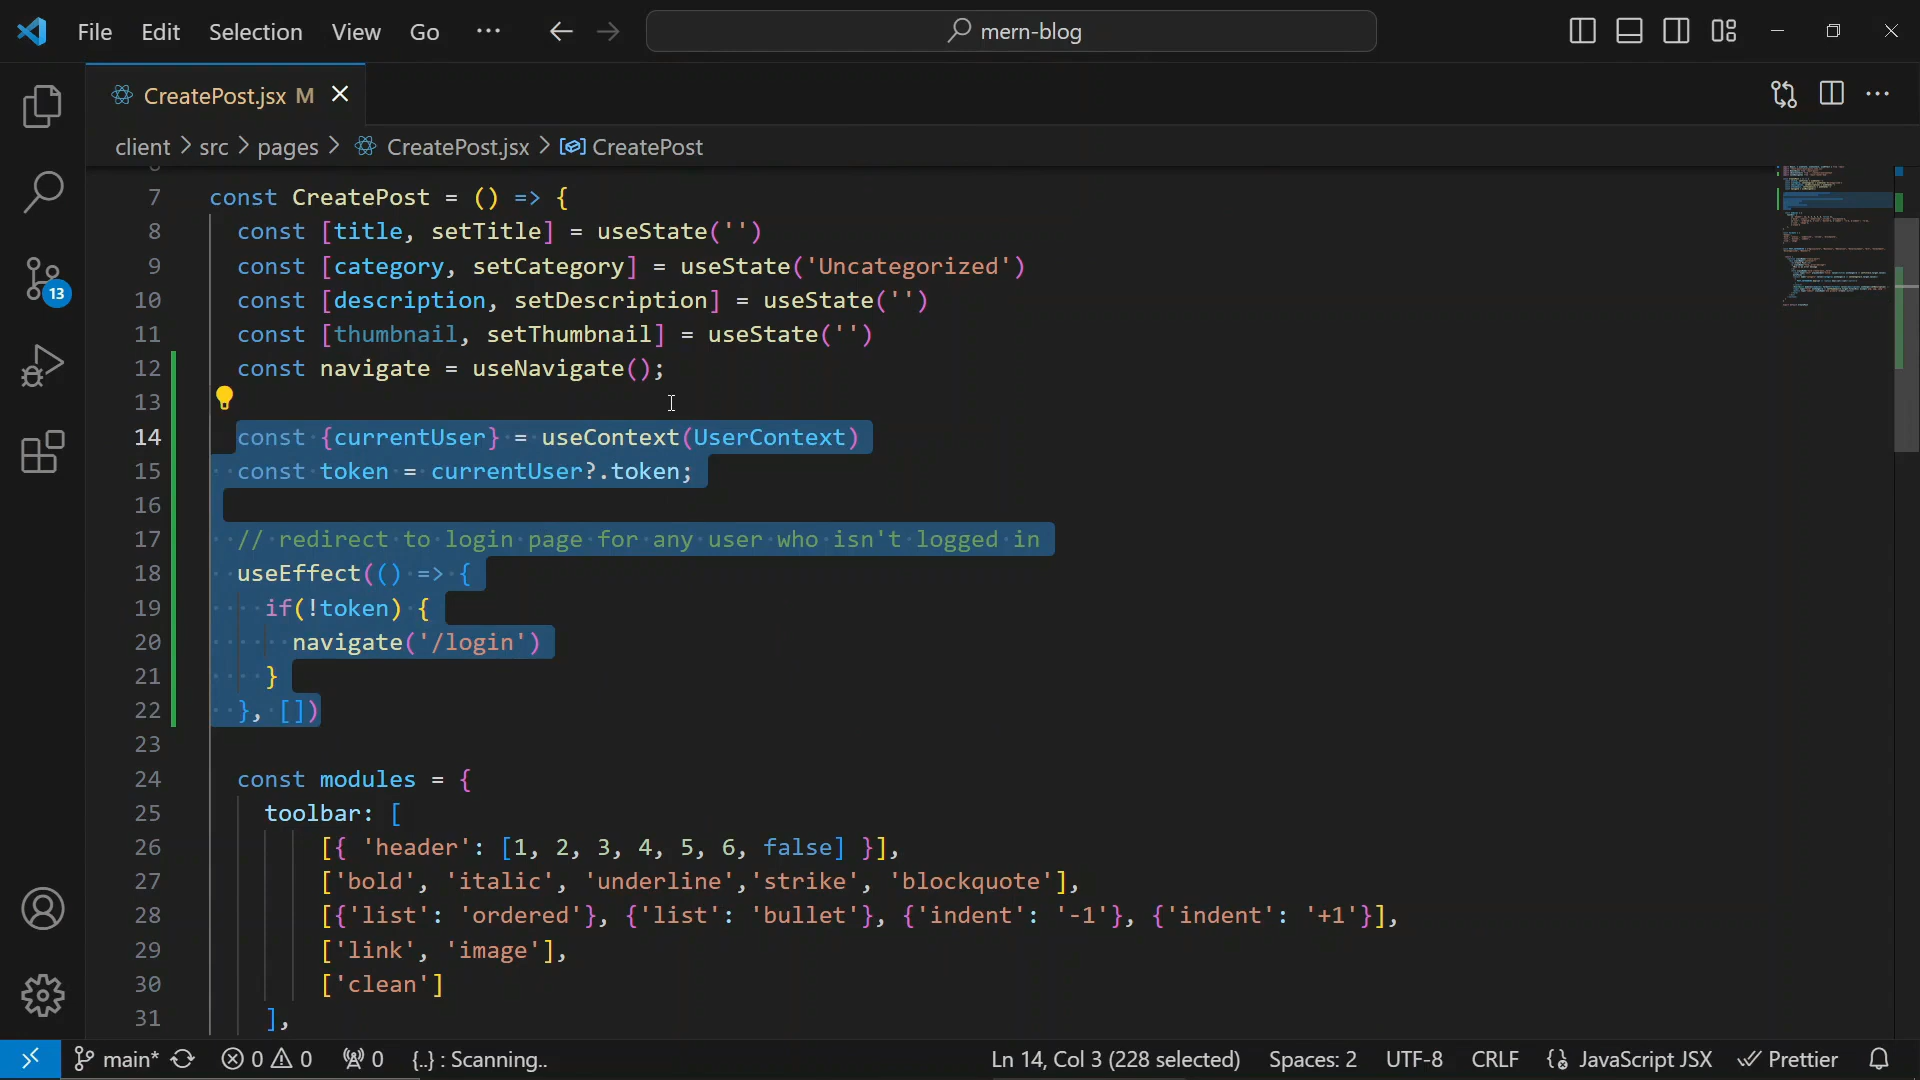 File Edit Selection View Go ··· mern-blog
CreatePost.jsx M
client > src > pages > CreatePost.jsx > CreatePost
7 const CreatePost = () => {
8 const [title, setTitle] = useState('')
9 const [category, setCategory] = useState('Uncategorized')
10 const [description, setDescription] = useState('')
11 const [thumbnail, setThumbnail] = useState('')
12 const navigate = useNavigate();
13
14 const {currentUser} = useContext(UserContext)
15 const token = currentUser?.token;
16
17 // redirect to login page for any user who isn't logged in
18 useEffect(() => {
19 if(!token) {
20 navigate('/login')
21 }
22 }, [])
23
24 const modules = {
25 toolbar: [
26 [{ 'header': [1, 2, 3, 4, 5, 6, false] }],
27 ['bold', 'italic', 'underline','strike', 'blockquote'],
28 [{'list': 'ordered'}, {'list': 'bullet'}, {'indent': '-1'}, {'indent': '+1'}],
29 ['link', 'image'],
30 ['clean']
31 ],
13
main* 0 0 0 {..} : Scanning.. Ln 14, Col 3 (228 selected) Spaces: 2 UTF-8 CRLF JavaScript JSX Prettier